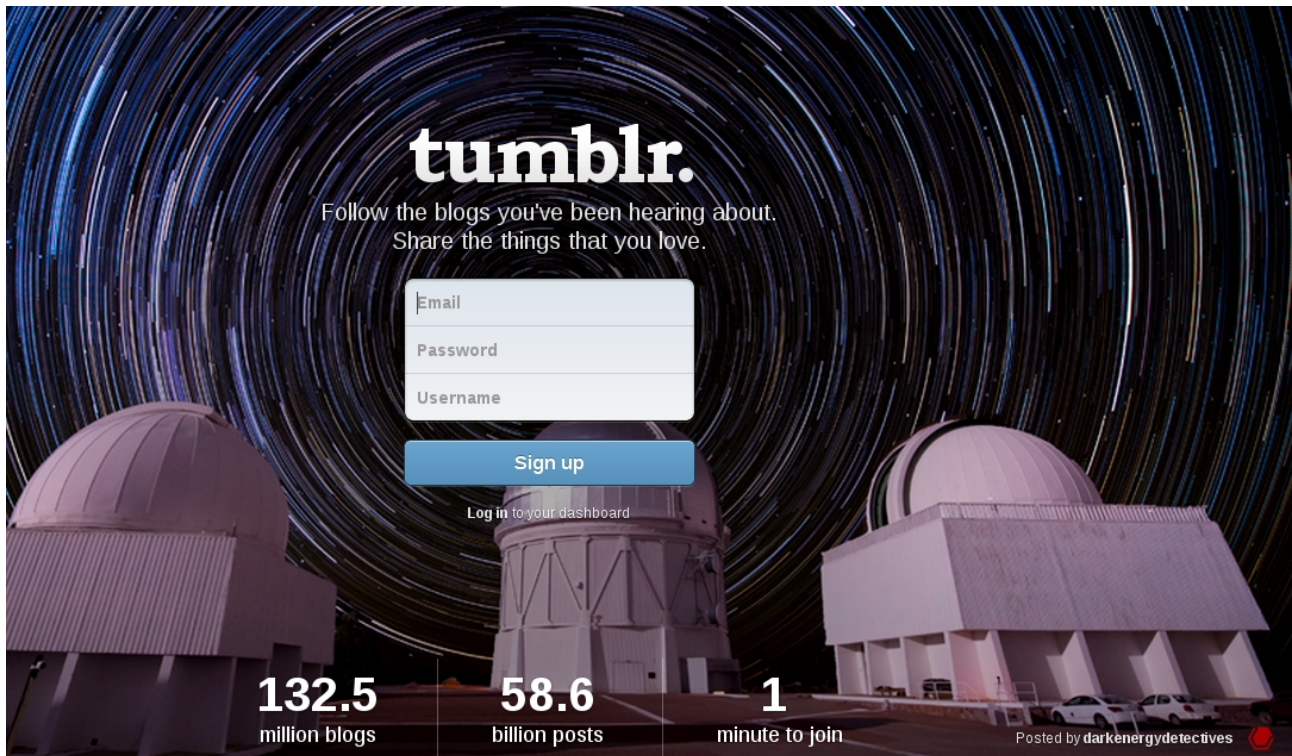 tumblr.
Follow the blogs you've been hearing about.
Share the things that you love.
Email
Password
Username
Sign up
Log in to your dashboard
132.5
million blogs
58.6
billion posts
1
minute to join
Posted by darkenergydetectives